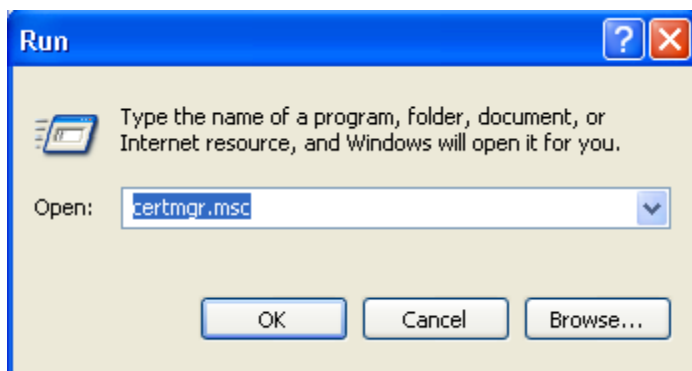 Run
Type the name of a program, folder, document, or
Internet resource, and Windows will open it for you.
Open: certmgr.msc
OK Cancel Browse...